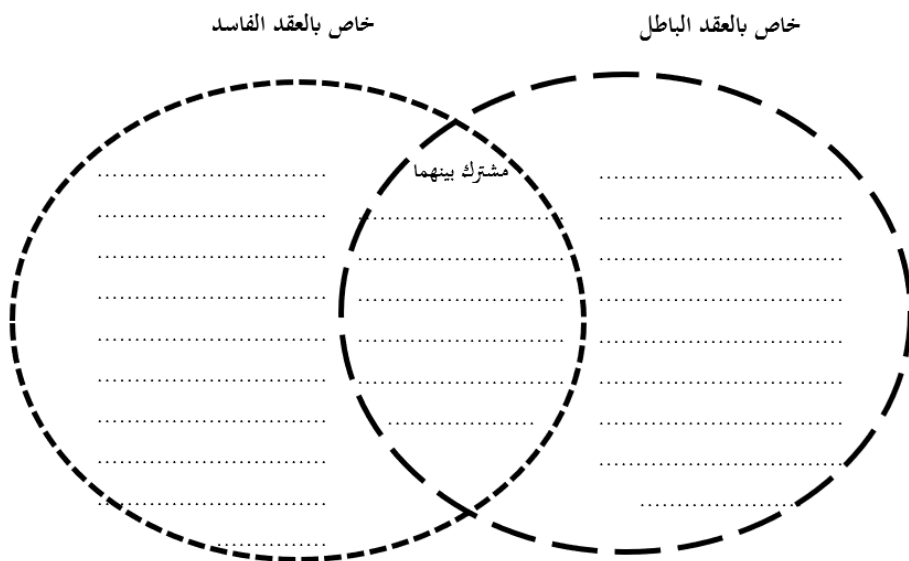 خاص بالعقد الباطل
خاص بالعقد الفاسد
مشترك بينهما